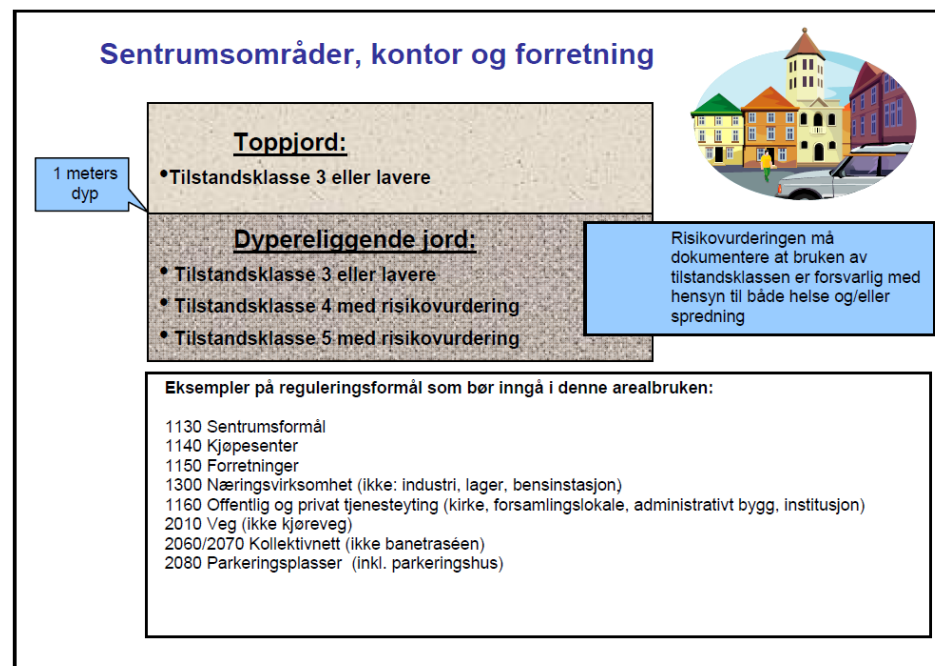 Sentrumsområder, kontor og forretning
Toppjord:
•Tilstandsklasse 3 eller lavere
1 meters
dyp
Dypereliggende jord:
• Tilstandsklasse 3 eller lavere
• Tilstandsklasse 4 med risikovurdering
• Tilstandsklasse 5 med risikovurdering
Risikovurderingen må
dokumentere at bruken av
tilstandsklassen er forsvarlig med
hensyn til både helse og/eller
spredning
Eksempler på reguleringsformål som bør inngå i denne arealbruken:
1130 Sentrumsformål
1140 Kjøpesenter
1150 Forretninger
1300 Næringsvirksomhet (ikke: industri, lager, bensinstasjon)
1160 Offentlig og privat tjenesteyting (kirke, forsamlingslokale, administrativt bygg, institusjon)
2010 Veg (ikke kjøreveg)
2060/2070 Kollektivnett (ikke banetraséen)
2080 Parkeringsplasser (inkl. parkeringshus)